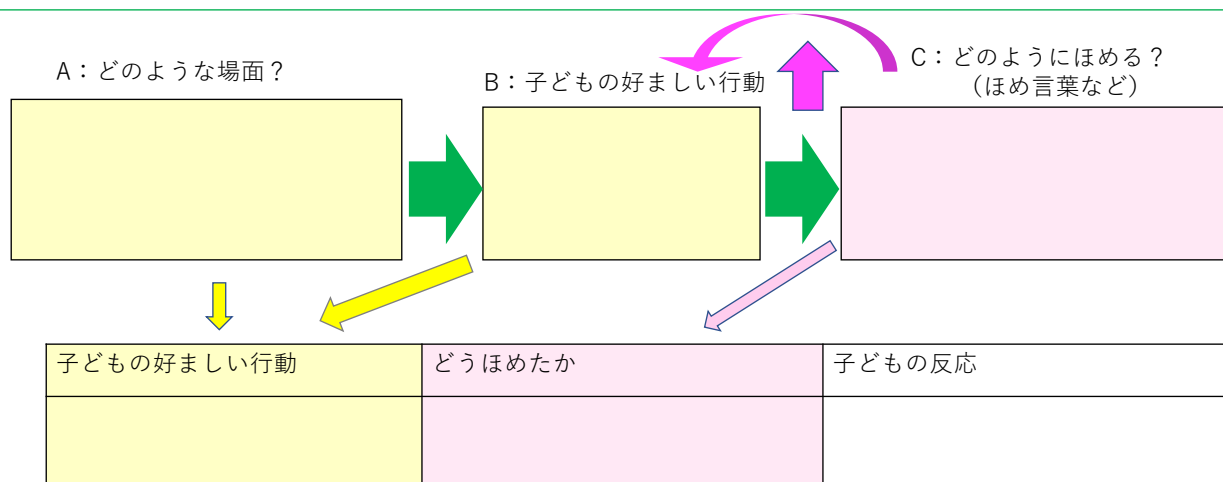 A：どのような場面？
B：子どもの好ましい行動
C：どのようにほめる？
（ほめ言葉など）
子どもの好ましい行動
どうほめたか
子どもの反応